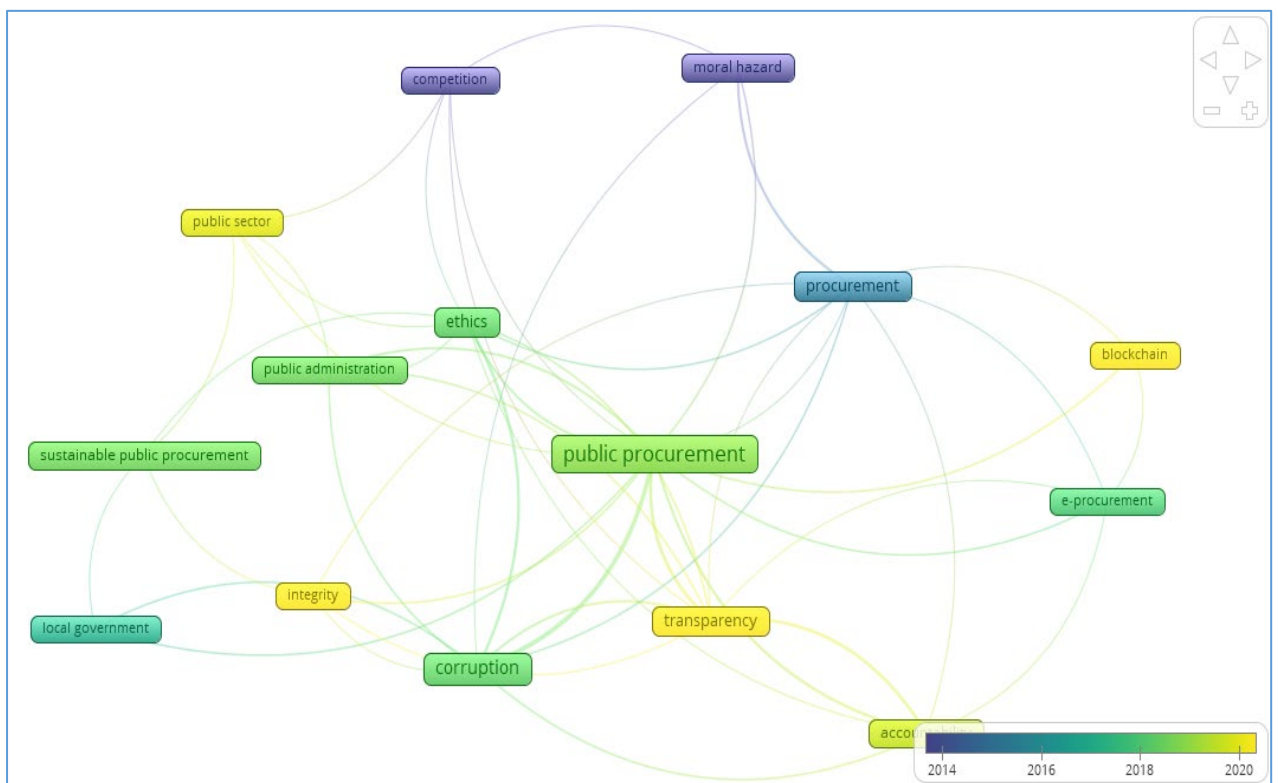 competition
moral hazard
public sector
procurement
ethics
blockchain
public administration
public procurement
sustainable public procurement
e-procurement
integrity
transparency
local government
corruption
2014
2016
2018
2020